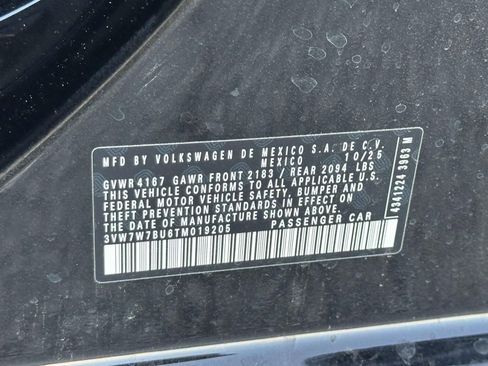 MFD BY VOLKSWAGEN DE MEXICO S.A. DE C.V.
MEXICO 10/25
GVWR 4167 GAWR FRONT 2183 / REAR 2094 LBS
THIS VEHICLE CONFORMS TO ALL APPLICABLE U.S.
FEDERAL MOTOR VEHICLE SAFETY, BUMPER AND
THEFT PREVENTION STANDARDS IN EFFECT ON
THE DATE OF MANUFACTURE SHOWN ABOVE.
3VW7W7BU6TM019205 PASSENGER CAR
4341224 3963 M